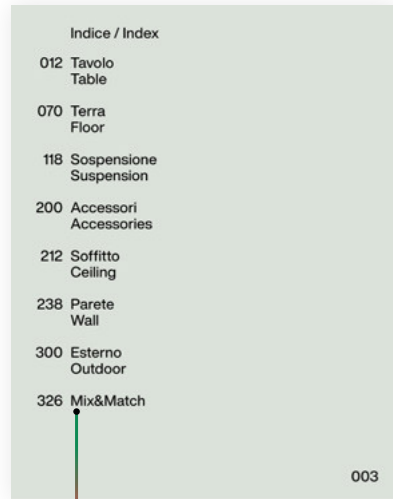 Indice / Index
012 Tavolo
Table
070 Terra
Floor
118 Sospensione
Suspension
200 Accessori
Accessories
212 Soffitto
Ceiling
238 Parete
Wall
300 Esterno
Outdoor
326 Mix&Match
003